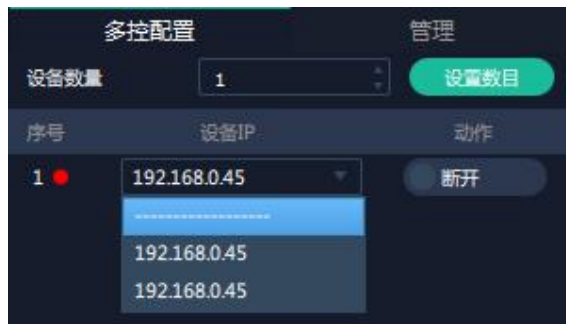 多控配置 管理
设备数量 1 设置数目
序号 设备IP 动作
1 192.168.0.45 断开
------------------
192.168.0.45
192.168.0.45